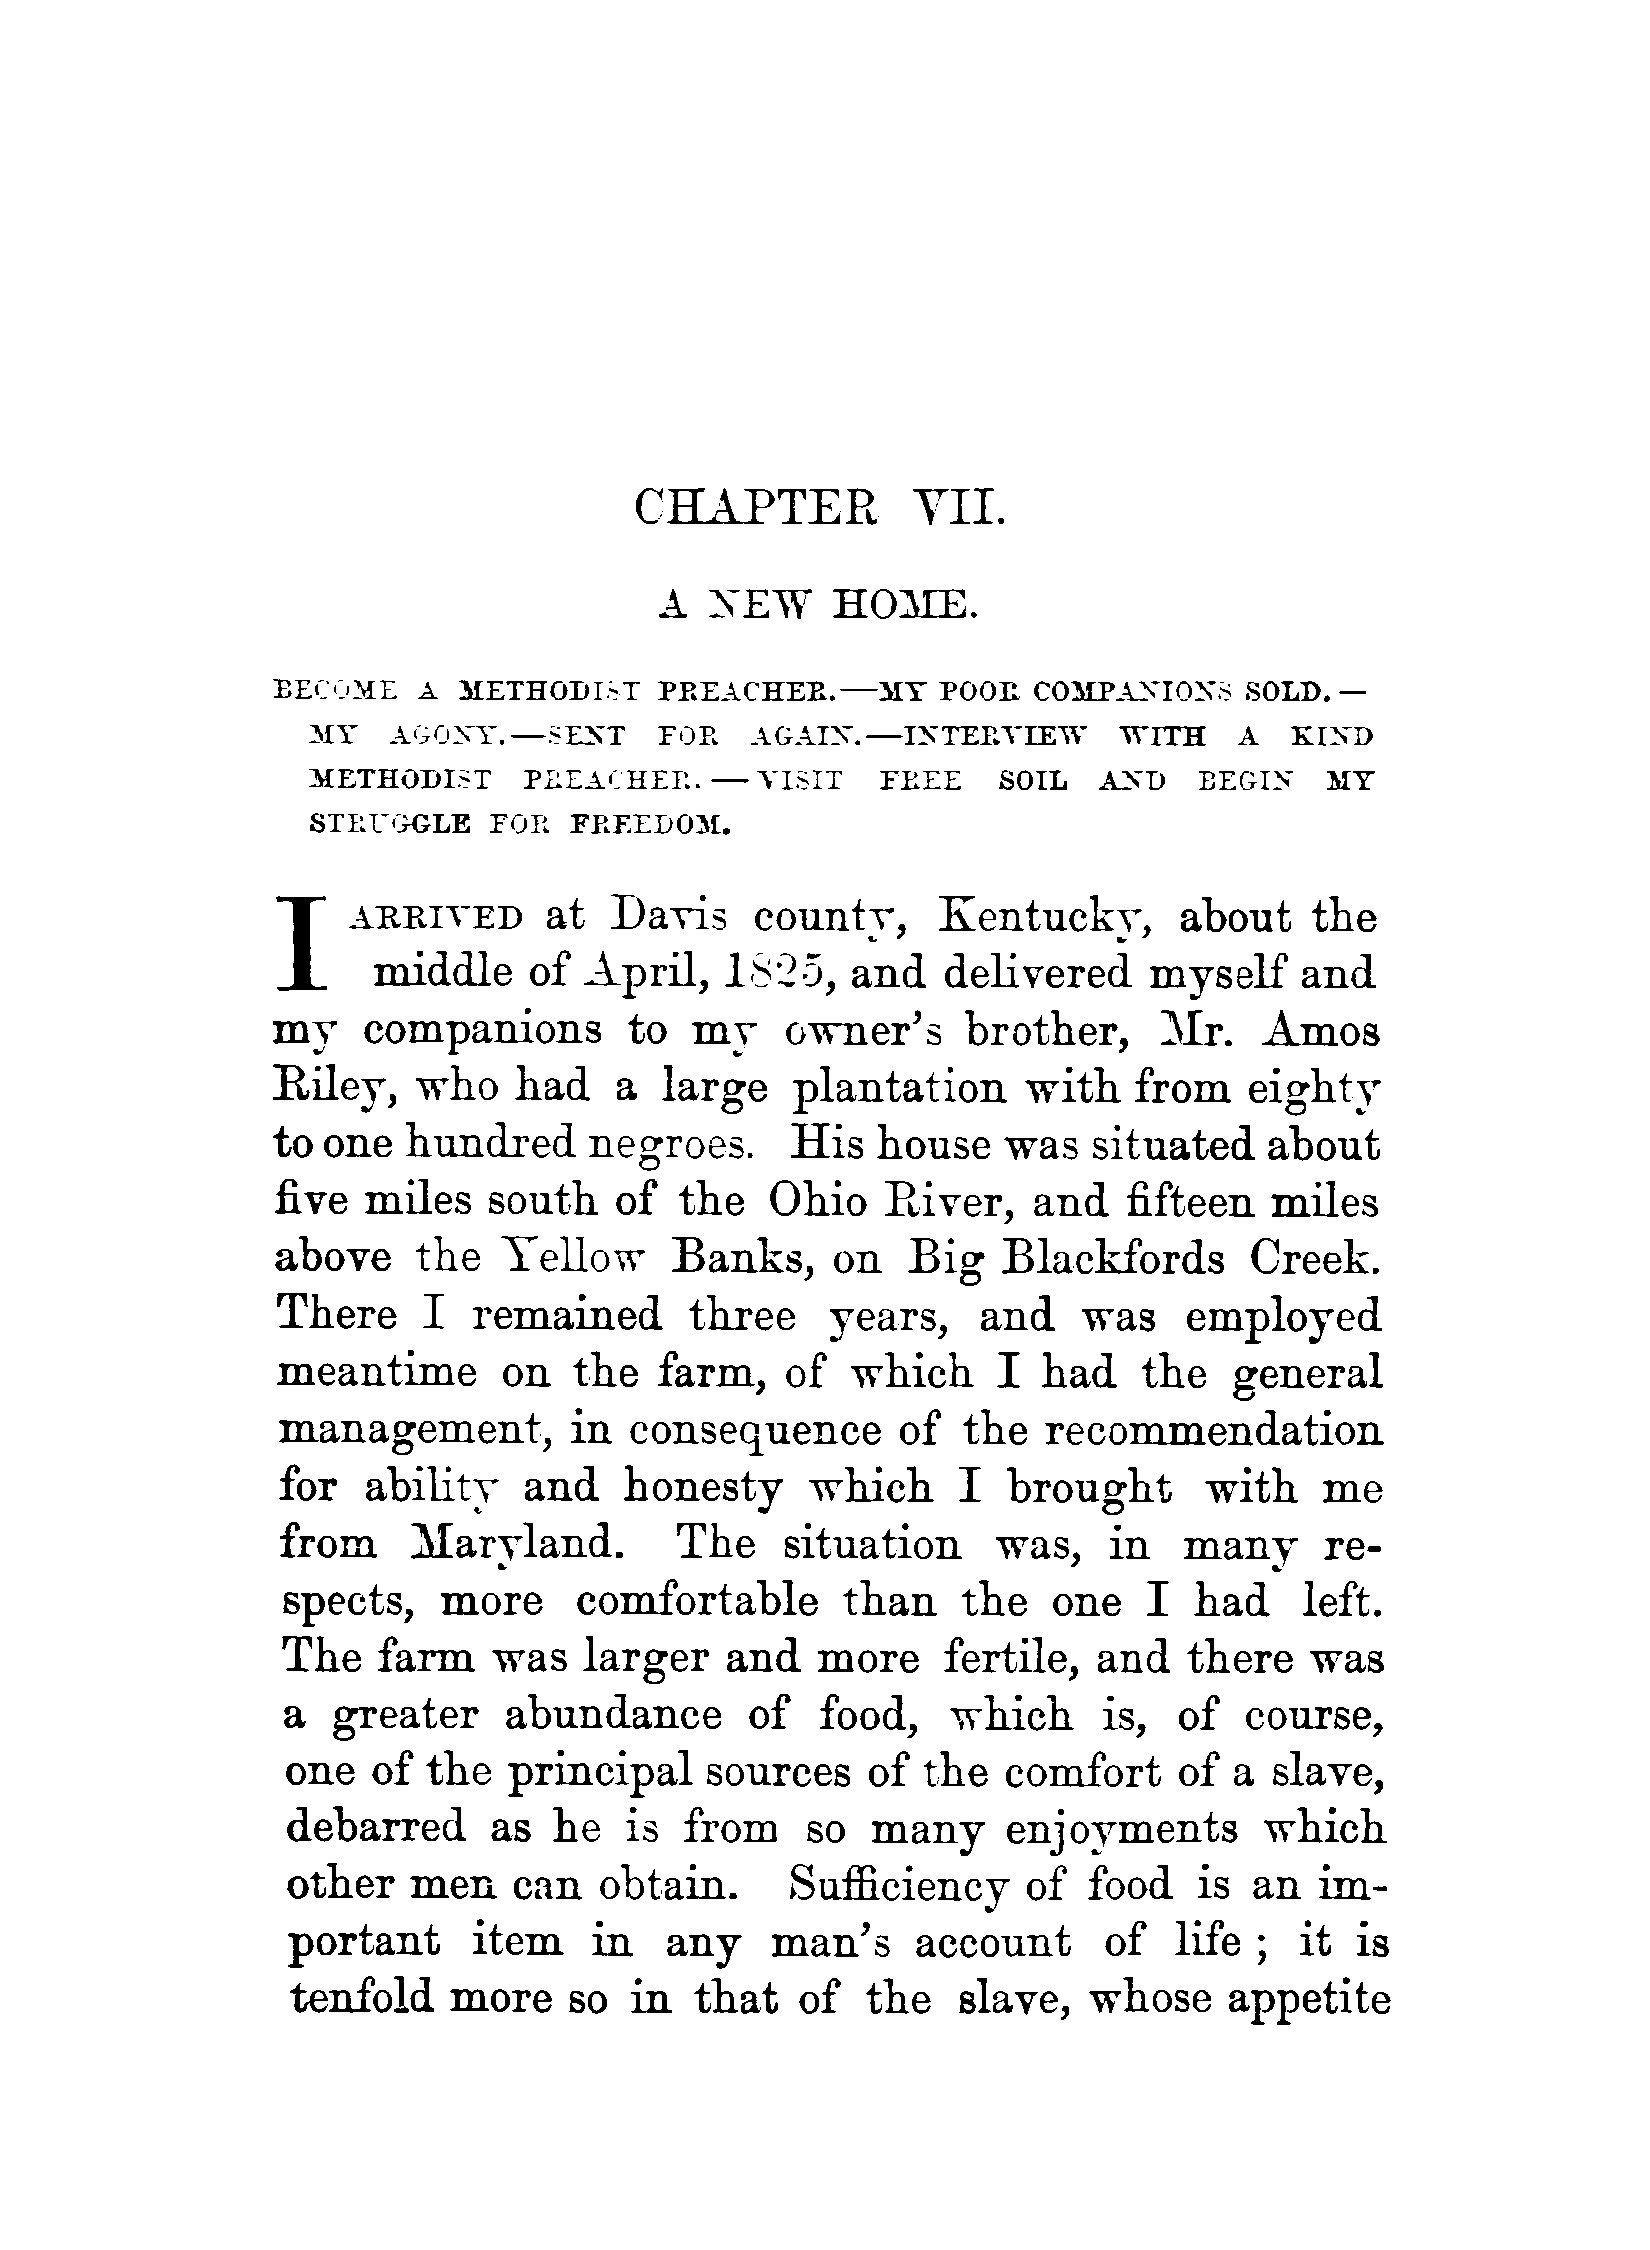 CHAPTER VII.
A NEW HOME.
BECOME A METHODIST PREACHER.—MY POOR COMPANIONS SOLD.—
MY AGONY.—SENT FOR AGAIN.—INTERVIEW WITH A KIND
METHODIST PREACHER.—VISIT FREE SOIL AND BEGIN MY
STRUGGLE FOR FREEDOM.
I ARRIVED at Davis county, Kentucky, about the
middle of April, 1825, and delivered myself and
my companions to my owner's brother, Mr. Amos
Riley, who had a large plantation with from eighty
to one hundred negroes. His house was situated about
five miles south of the Ohio River, and fifteen miles
above the Yellow Banks, on Big Blackfords Creek.
There I remained three years, and was employed
meantime on the farm, of which I had the general
management, in consequence of the recommendation
for ability and honesty which I brought with me
from Maryland. The situation was, in many re-
spects, more comfortable than the one I had left.
The farm was larger and more fertile, and there was
a greater abundance of food, which is, of course,
one of the principal sources of the comfort of a slave,
debarred as he is from so many enjoyments which
other men can obtain. Sufficiency of food is an im-
portant item in any man's account of life ; it is
tenfold more so in that of the slave, whose appetite